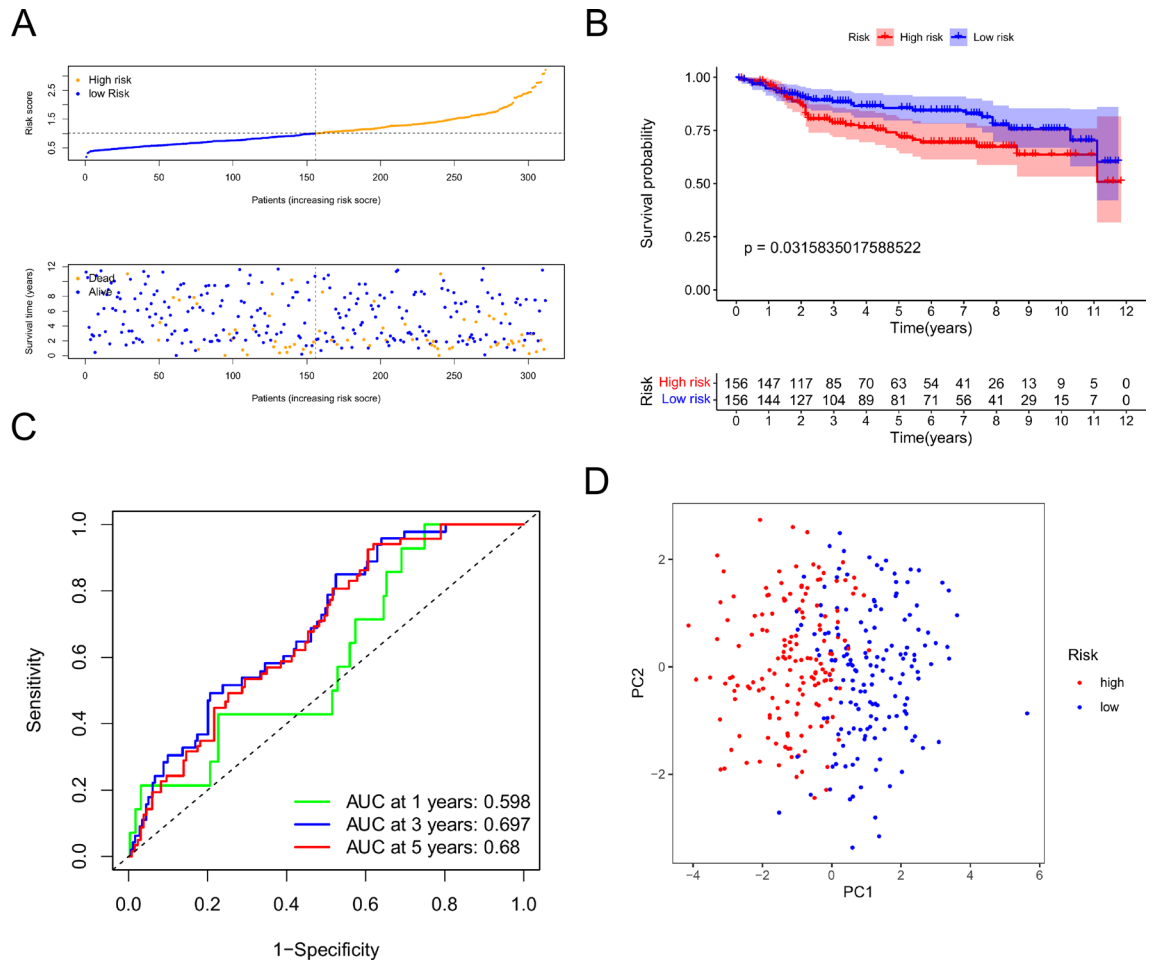 A
High risk
low Risk
Risk score
0.5 1.5 2.5
0 50 100 150 200 250 300
Patients (increasing risk socre)
Dead
Alive
Survival time (years)
0 2 4 6 8 12
0 50 100 150 200 250 300
Patients (increasing risk socre)
B
Risk High risk Low risk
Survival probability
1.00
0.75
0.50
0.25
0.00
p = 0.0315835017588522
0 1 2 3 4 5 6 7 8 9 10 11 12
Time(years)
Risk
High risk 156 147 117 85 70 63 54 41 26 13 9 5 0
Low risk 156 144 127 104 89 81 71 56 41 29 15 7 0
0 1 2 3 4 5 6 7 8 9 10 11 12
Time(years)
C
Sensitivity
0.0 0.2 0.4 0.6 0.8 1.0
AUC at 1 years: 0.598
AUC at 3 years: 0.697
AUC at 5 years: 0.68
0.0 0.2 0.4 0.6 0.8 1.0
1−Specificity
D
PC2
2
0
−2
−4 −2 0 2 4 6
PC1
Risk
high
low